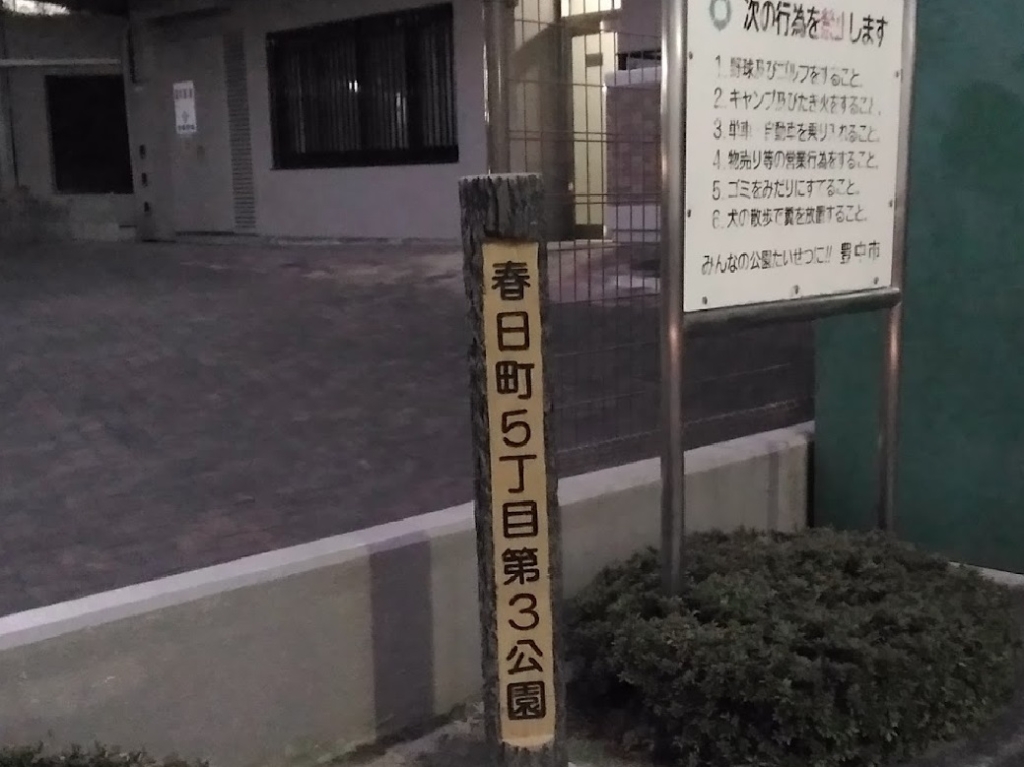 春日町5丁目第3公園
次の行為を禁止します
1. 野球及びゴルフをすること
2. キャンプ及びたき火をすること.
3. 単車 自動車を乗り入れること.
4. 物売り等の営業行為をすること.
5. ゴミをみだりにすてること.
6. 犬の散歩で糞を放置すること.
みんなの公園たいせつに!! 豊中市